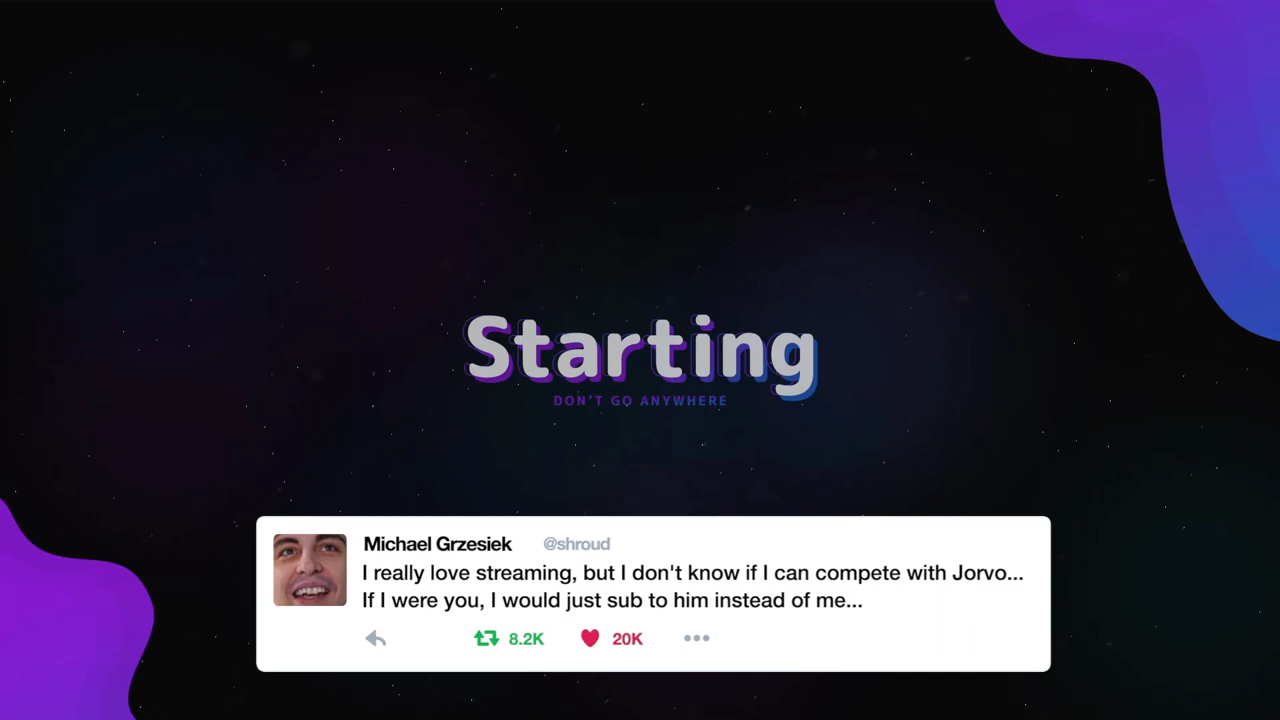 Starting
DON'T GO ANYWHERE
Michael Grzesiek @shroud
I really love streaming, but I don't know if I can compete with Jorvo...
If I were you, I would just sub to him instead of me...
8.2K 20K